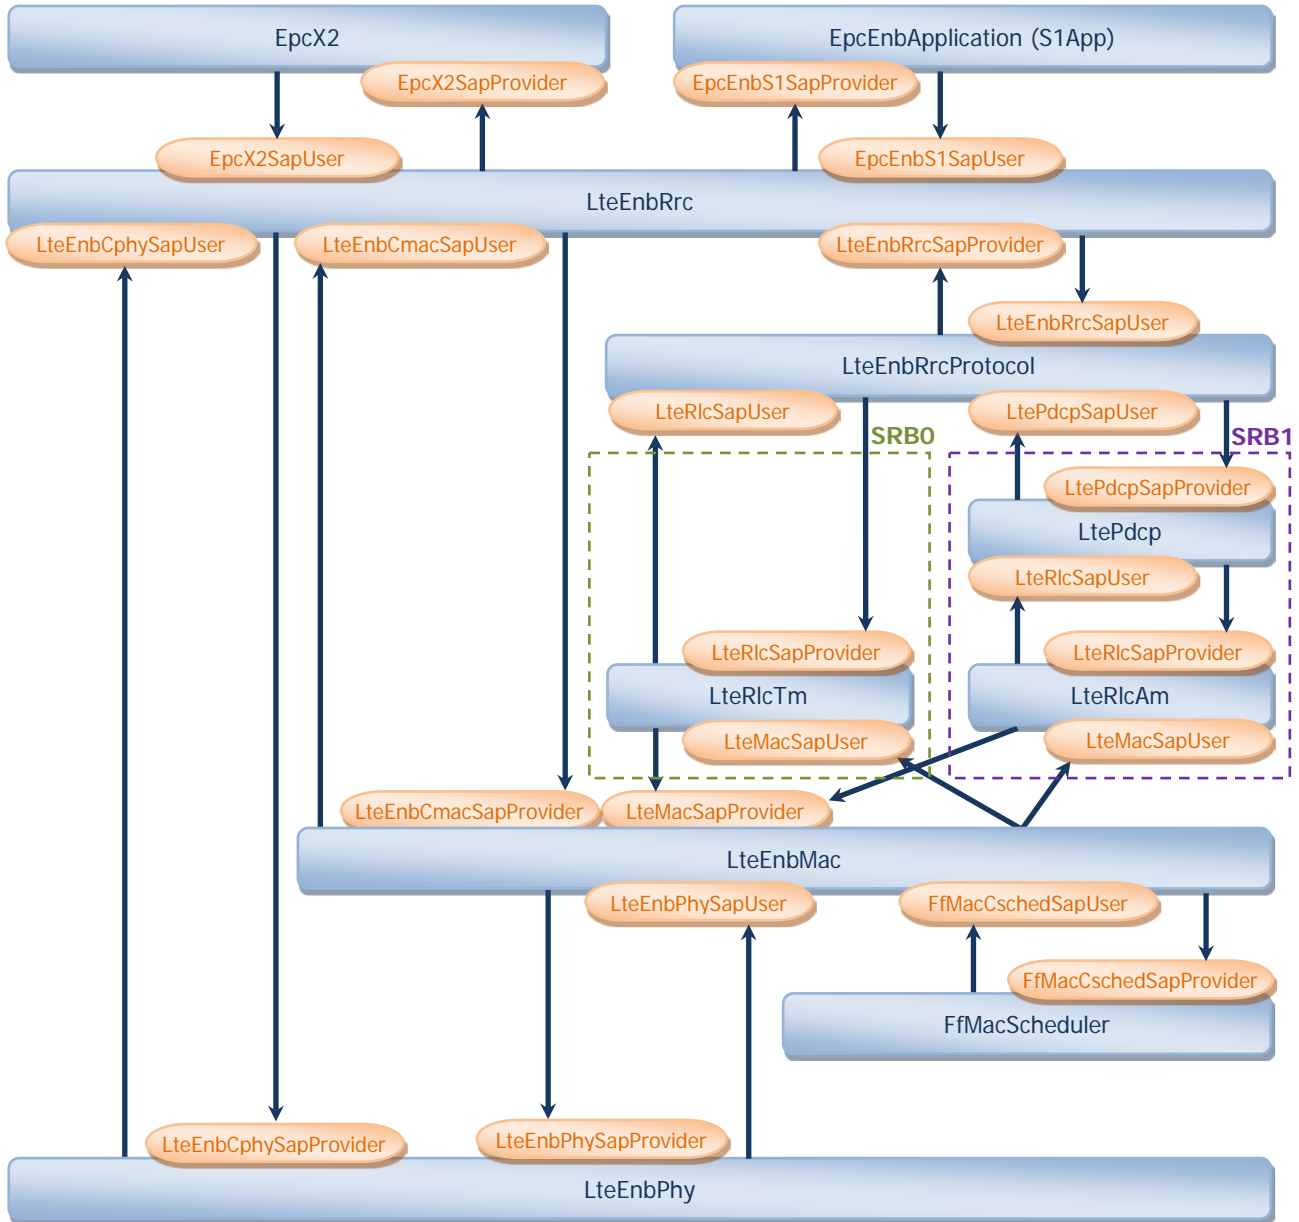 EpcX2
EpcEnbApplication (S1App)
EpcX2SapProvider
EpcEnbS1SapProvider
EpcX2SapUser
EpcEnbS1SapUser
LteEnbRrc
LteEnbCphySapUser
LteEnbCmacSapUser
LteEnbRrcSapProvider
LteEnbRrcSapUser
LteEnbRrcProtocol
LteRlcSapUser
LtePdcpSapUser
SRB0
SRB1
LtePdcpSapProvider
LtePdcp
LteRlcSapUser
LteRlcSapProvider
LteRlcSapProvider
LteRlcTm
LteRlcAm
LteMacSapUser
LteMacSapUser
LteEnbCmacSapProvider
LteMacSapProvider
LteEnbMac
LteEnbPhySapUser
FfMacCschedSapUser
FfMacCschedSapProvider
FfMacScheduler
LteEnbCphySapProvider
LteEnbPhySapProvider
LteEnbPhy